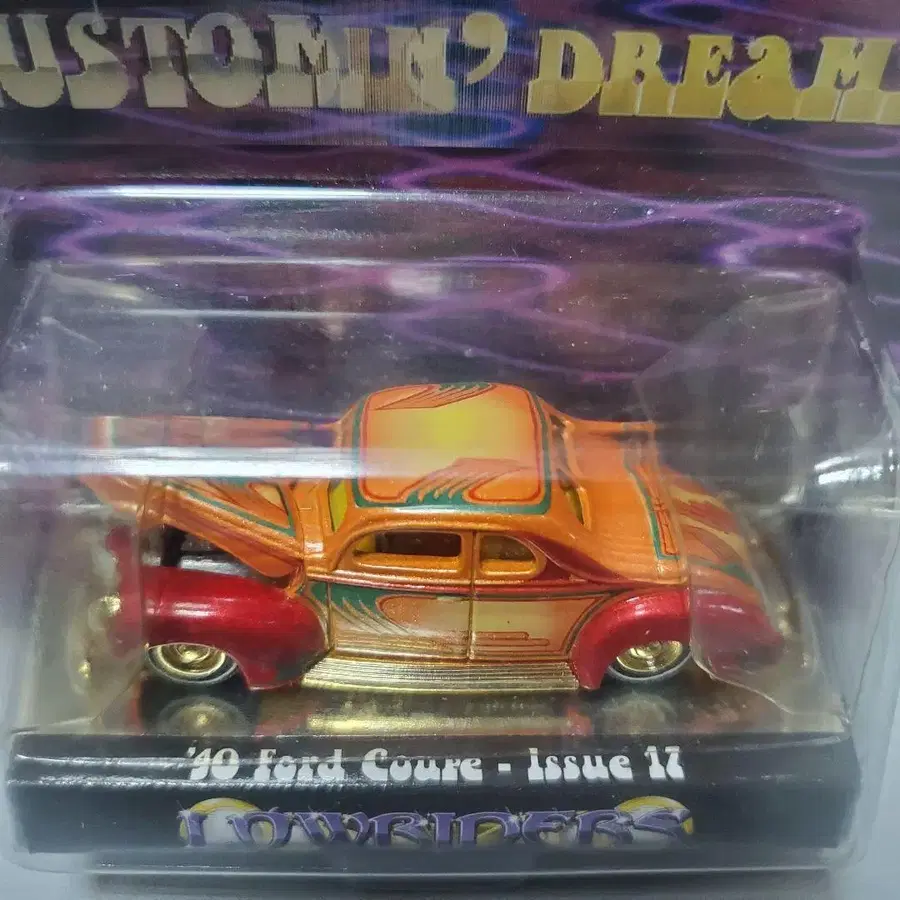 USTOMIN' DREAM
'40 Ford Coupe - Issue 17
LOWRIDERS